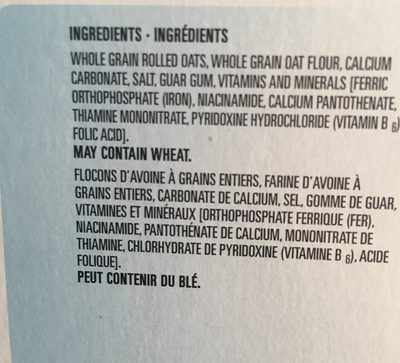 INGREDIENTS - INGRÉDIENTS
WHOLE GRAIN ROLLED OATS, WHOLE GRAIN OAT FLOUR, CALCIUM
CARBONATE, SALT, GUAR GUM, VITAMINS AND MINERALS [FERRIC
ORTHOPHOSPHATE (IRON), NIACINAMIDE, CALCIUM PANTOTHENATE,
THIAMINE MONONITRATE, PYRIDOXINE HYDROCHLORIDE (VITAMIN B 6)
FOLIC ACID].
MAY CONTAIN WHEAT.
FLOCONS D'AVOINE À GRAINS ENTIERS, FARINE D'AVOINE À
GRAINS ENTIERS, CARBONATE DE CALCIUM, SEL, GOMME DE GUAR,
VITAMINES ET MINÉRAUX [ORTHOPHOSPHATE FERRIQUE (FER),
NIACINAMIDE, PANTOTHÉNATE DE CALCIUM, MONONITRATE DE
THIAMINE, CHLORHYDRATE DE PYRIDOXINE (VITAMINE B 6), ACIDE
FOLIQUE].
PEUT CONTENIR DU BLÉ.